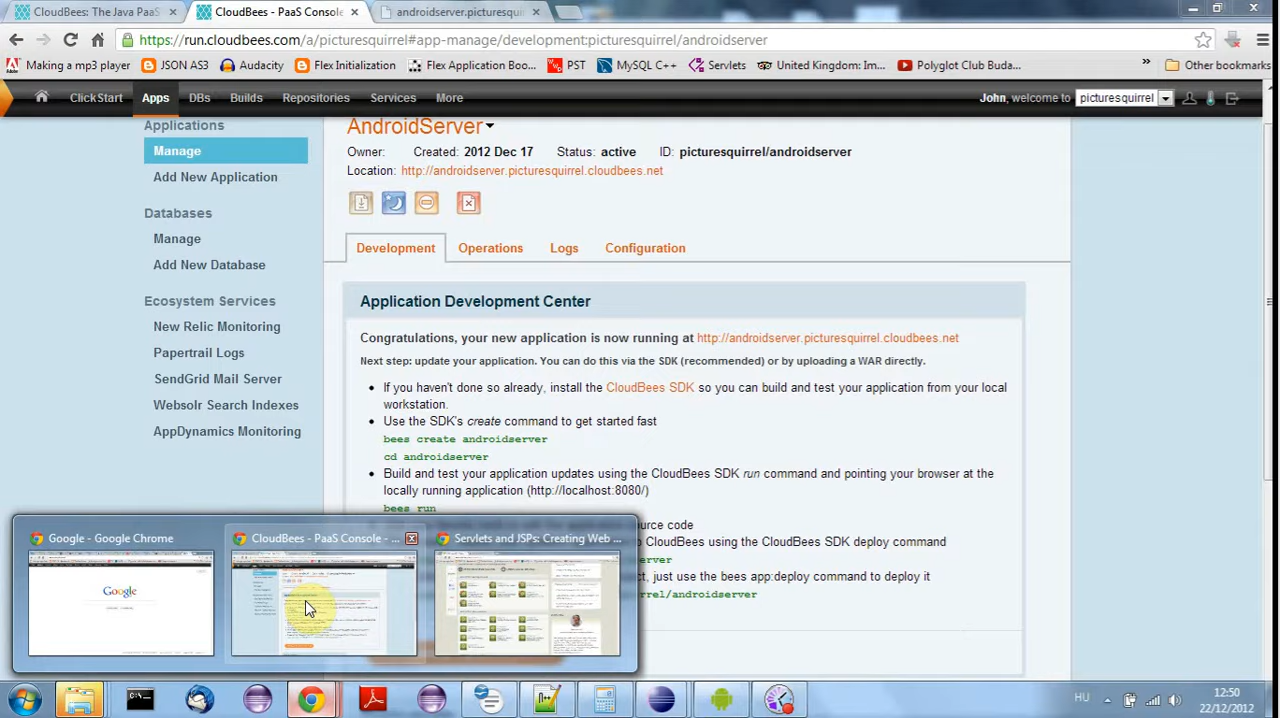 CloudBees: The Java PaaS
CloudBees - PaaS Console
androidserver.picturesquirrel
https://run.cloudbees.com/a/picturesquirrel#app-manage/development:picturesquirrel/androidserver
Making a mp3 player
JSON AS3
Audacity
Flex Initialization
Flex Application Boo...
PST
MySQL C++
Servlets
United Kingdom: Im...
Polyglot Club Buda...
»
Other bookmarks
ClickStart
Apps
DBs
Builds
Repositories
Services
More
John, welcome to
picturesquirrel
Applications
Manage
Add New Application
Databases
Manage
Add New Database
Ecosystem Services
New Relic Monitoring
Papertrail Logs
SendGrid Mail Server
Websolr Search Indexes
AppDynamics Monitoring
AndroidServer
Owner: Created: 2012 Dec 17 Status: active ID: picturesquirrel/androidserver
Location: http://androidserver.picturesquirrel.cloudbees.net
Development
Operations
Logs
Configuration
Application Development Center
Congratulations, your new application is now running at http://androidserver.picturesquirrel.cloudbees.net
Next step: update your application. You can do this via the SDK (recommended) or by uploading a WAR directly.
If you haven't done so already, install the CloudBees SDK so you can build and test your application from your local
workstation.
Use the SDK's create command to get started fast
bees create androidserver
cd androidserver
Build and test your application updates using the CloudBees SDK run command and pointing your browser at the
locally running application (http://localhost:8080/)
bees run
source code
to CloudBees using the CloudBees SDK deploy command
server
just use the bees app:deploy command to deploy it
/androidserver
Google - Google Chrome
CloudBees - PaaS Console - ...
Servlets and JSPs: Creating Web ...
Google
HU
12:50
22/12/2012